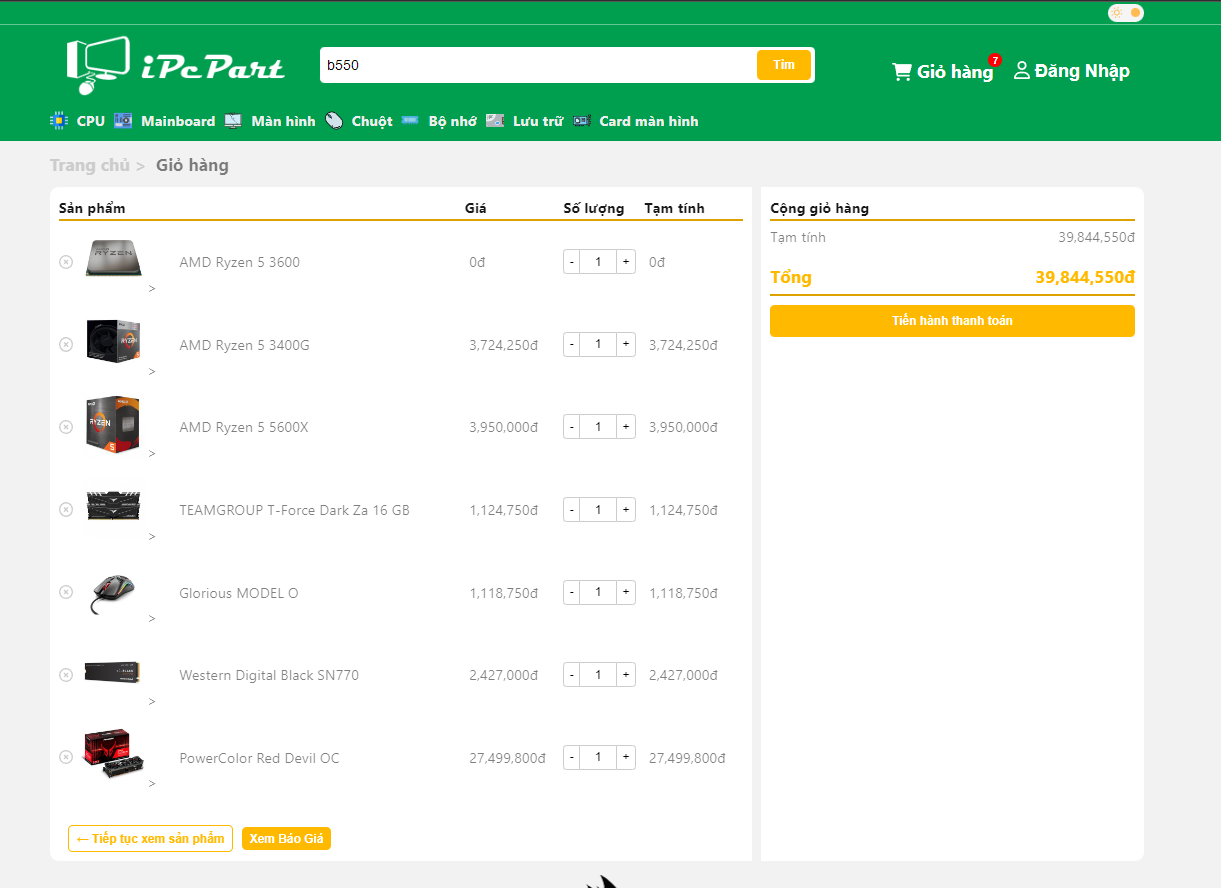 iPcPart
b550
Tìm
Giỏ hàng 7
Đăng Nhập
CPU Mainboard Màn hình Chuột Bộ nhớ Lưu trữ Card màn hình
Trang chủ > Giỏ hàng
Sản phẩm Giá Số lượng Tạm tính
AMD Ryzen 5 3600 0đ - 1 + 0đ
>
AMD Ryzen 5 3400G 3,724,250đ - 1 + 3,724,250đ
>
AMD Ryzen 5 5600X 3,950,000đ - 1 + 3,950,000đ
>
TEAMGROUP T-Force Dark Za 16 GB 1,124,750đ - 1 + 1,124,750đ
>
Glorious MODEL O 1,118,750đ - 1 + 1,118,750đ
>
Western Digital Black SN770 2,427,000đ - 1 + 2,427,000đ
>
PowerColor Red Devil OC 27,499,800đ - 1 + 27,499,800đ
>
← Tiếp tục xem sản phẩm Xem Báo Giá
Cộng giỏ hàng
Tạm tính 39,844,550đ
Tổng 39,844,550đ
Tiến hành thanh toán
RYZEN
RYZEN
RYZEN